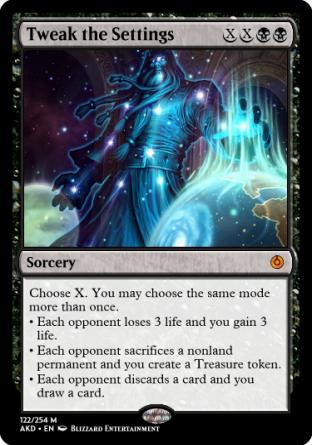 Tweak the Settings XXBB
Sorcery
Choose X. You may choose the same mode
more than once.
• Each opponent loses 3 life and you gain 3
life.
• Each opponent sacrifices a nonland
permanent and you create a Treasure token.
• Each opponent discards a card and you
draw a card.
122/254 M
AKD • EN Blizzard Entertainment